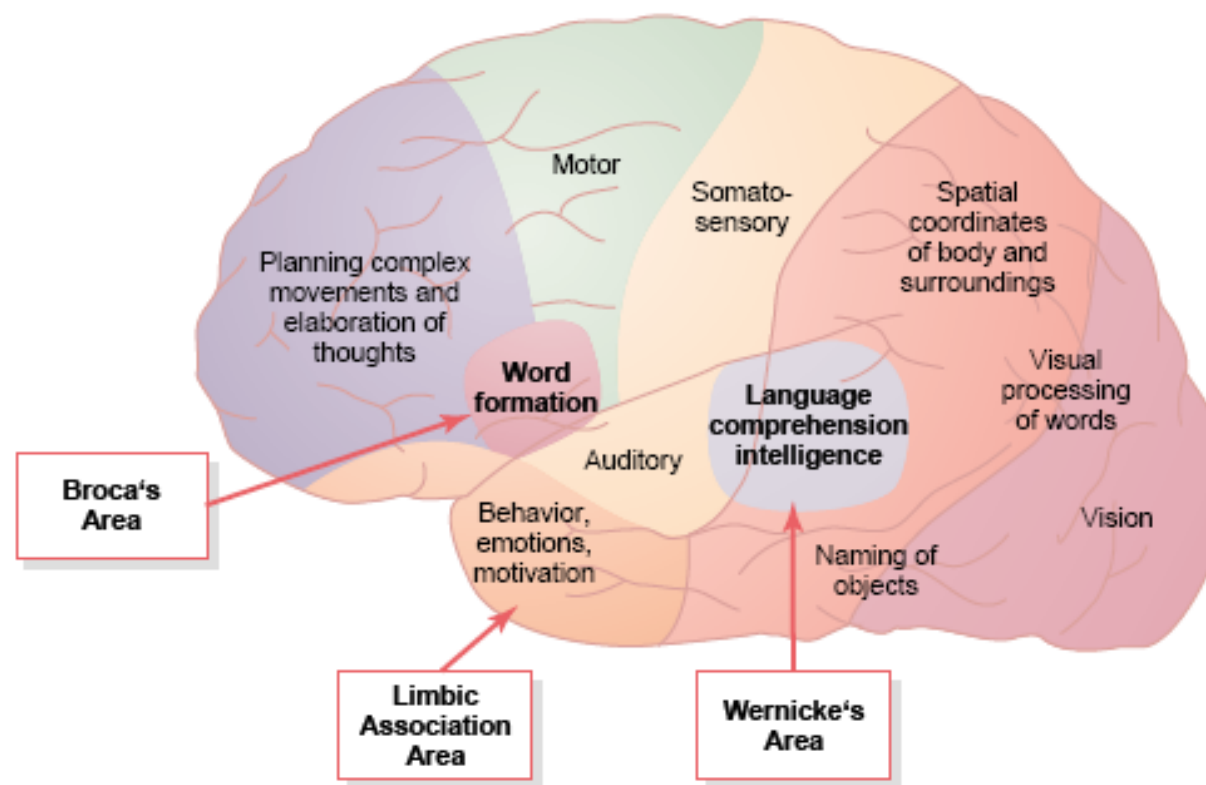 Motor
Somato-
sensory
Spatial
coordinates
of body and
surroundings
Planning complex
movements and
elaboration of
thoughts
Word
formation
Visual
processing
of words
Language
comprehension
intelligence
Auditory
Broca‘s
Area
Behavior,
emotions,
motivation
Vision
Naming of
objects
Limbic
Association
Area
Wernicke‘s
Area